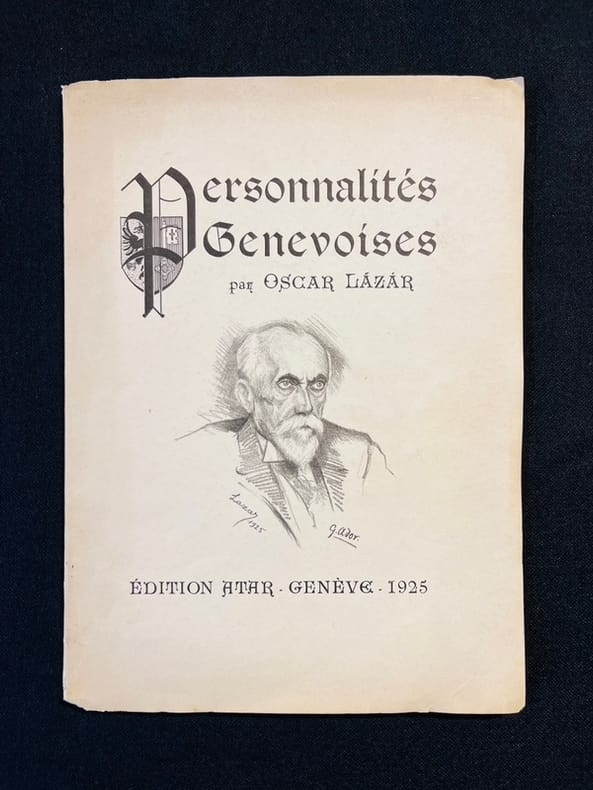 Personnalités
Genevoises
par OSCAR LÁZÁR
Lazar
1925
G. Ador.
ÉDITION ATAR - GENÈVE - 1925